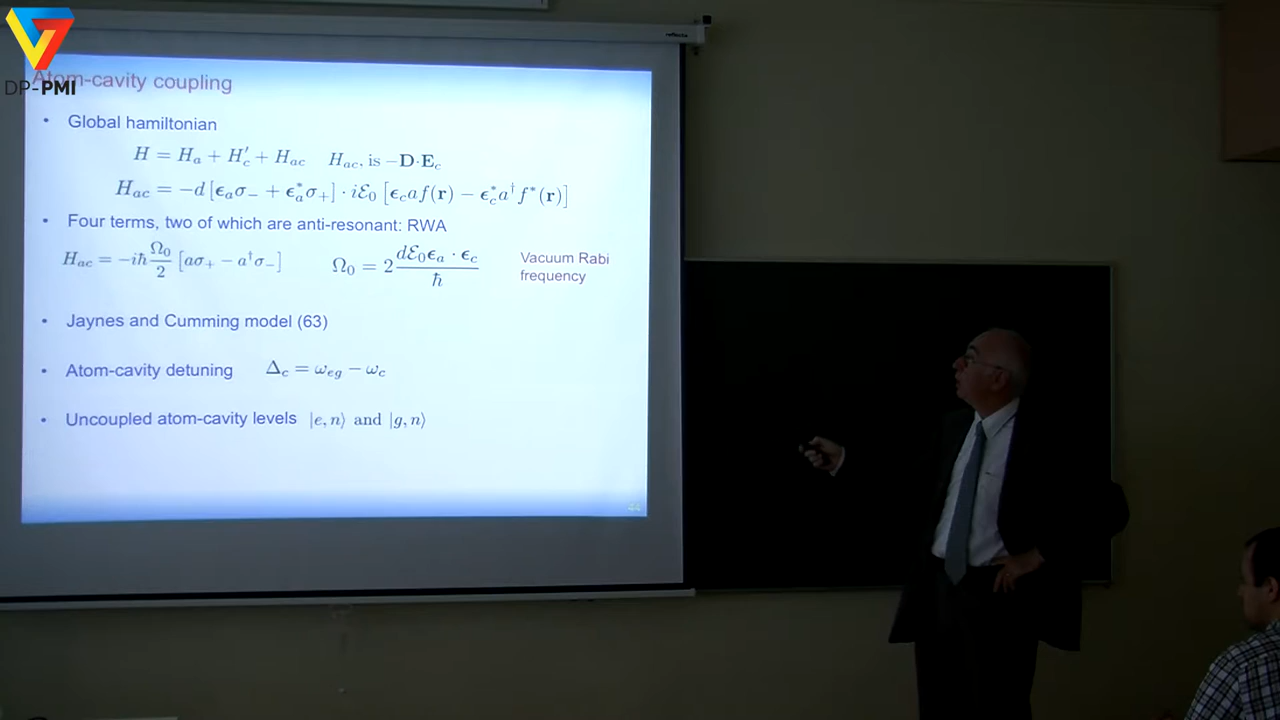 DP-PMI
Atom-cavity coupling
• Global hamiltonian
H = H_a + H'_c + H_{ac}   H_{ac}, is −D·E_c
H_{ac} = −d [ϵ_a σ_− + ϵ_a^* σ_+] · iℰ_0 [ϵ_c a f(r) − ϵ_c^* a^† f^*(r)]
• Four terms, two of which are anti-resonant: RWA
H_{ac} = −iħ Ω_0/2 [aσ_+ − a^†σ_−]   Ω_0 = 2 dℰ_0 ϵ_a · ϵ_c / ħ   Vacuum Rabi
frequency
• Jaynes and Cumming model (63)
• Atom-cavity detuning   Δ_c = ω_{eg} − ω_c
• Uncoupled atom-cavity levels |e, n⟩ and |g, n⟩
44
reflecta